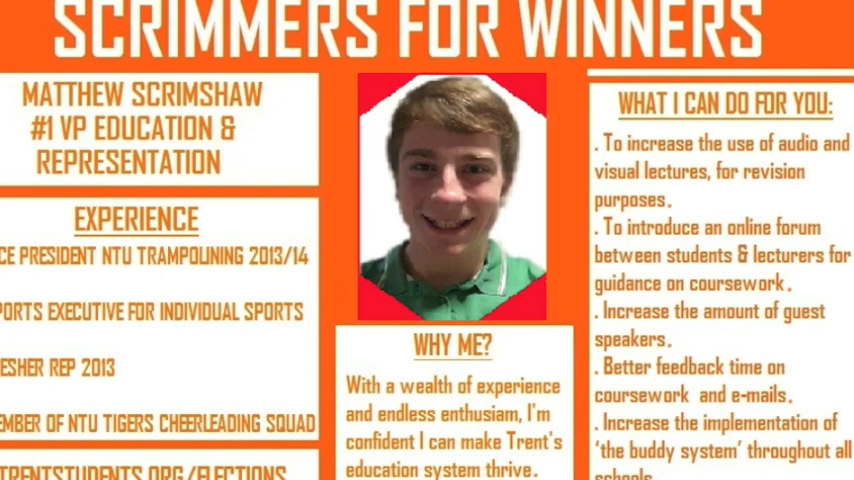 SCRIMMERS FOR WINNERS
MATTHEW SCRIMSHAW
#1 VP EDUCATION &
REPRESENTATION
EXPERIENCE
CE PRESIDENT NTU TRAMPOLINING 2013/14
PORTS EXECUTIVE FOR INDIVIDUAL SPORTS
ESHER REP 2013
EMBER OF NTU TIGERS CHEERLEADING SQUAD
TRENTSTUDENTS.ORG/ELECTIONS
WHY ME?
With a wealth of experience
and endless enthusiam, I'm
confident I can make Trent's
education system thrive.
WHAT I CAN DO FOR YOU:
. To increase the use of audio and
visual lectures, for revision
purposes.
. To introduce an online forum
between students & lecturers for
guidance on coursework.
. Increase the amount of guest
speakers.
. Better feedback time on
coursework and e-mails.
. Increase the implementation of
‘the buddy system’ throughout all
schools.